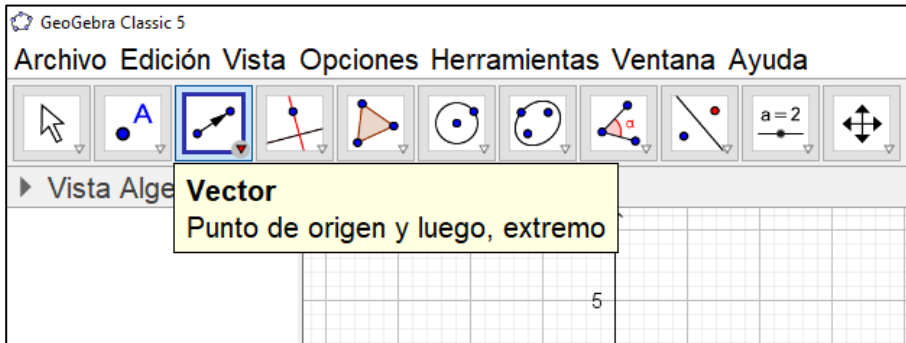 GeoGebra Classic 5
Archivo Edición Vista Opciones Herramientas Ventana Ayuda
A
α
a=2
Vista Alge
Vector
Punto de origen y luego, extremo
5